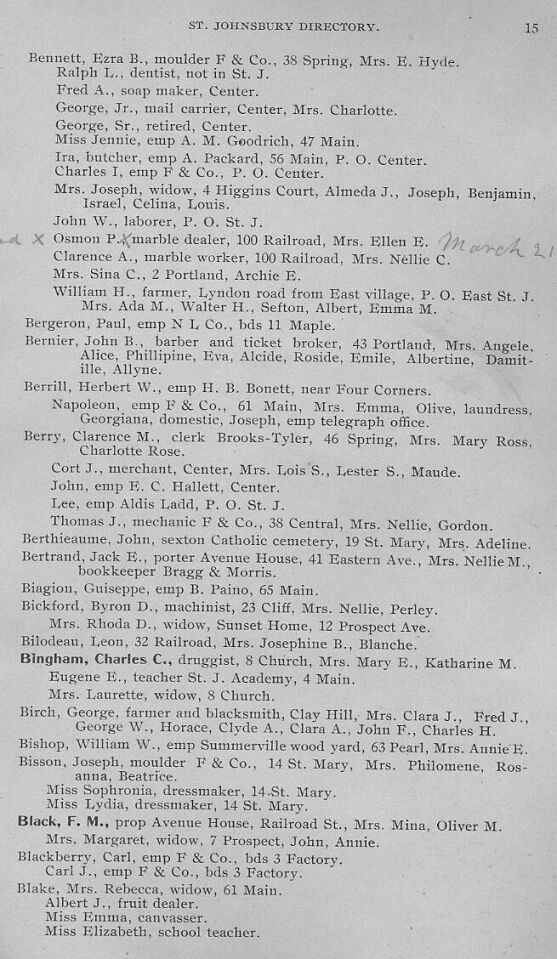 ST. JOHNSBURY DIRECTORY. 15
Bennett, Ezra B., moulder F & Co., 38 Spring, Mrs. E. Hyde.
Ralph L., dentist, not in St. J.
Fred A., soap maker, Center.
George, Jr., mail carrier, Center, Mrs. Charlotte.
George, Sr., retired, Center.
Miss Jennie, emp A. M. Goodrich, 47 Main.
Ira, butcher, emp A. Packard, 56 Main, P. O. Center.
Charles I, emp F & Co., P. O. Center.
Mrs. Joseph, widow, 4 Higgins Court, Almeda J., Joseph, Benjamin,
Israel, Celina, Louis.
John W., laborer, P. O. St. J.
x Osmon P. x marble dealer, 100 Railroad, Mrs. Ellen E. March 21
Clarence A., marble worker, 100 Railroad, Mrs. Nellie C.
Mrs. Sina C., 2 Portland, Archie E.
William H., farmer, Lyndon road from East village, P. O. East St. J.
Mrs. Ada M., Walter H., Sefton, Albert, Emma M.
Bergeron, Paul, emp N L Co., bds 11 Maple.
Bernier, John B., barber and ticket broker, 43 Portland, Mrs. Angele,
Alice, Phillipine, Eva, Alcide, Roside, Emile, Albertine, Damit-
ille, Allyne.
Berrill, Herbert W., emp H. B. Bonett, near Four Corners.
Napoleon, emp F & Co., 61 Main, Mrs. Emma, Olive, laundress,
Georgiana, domestic, Joseph, emp telegraph office.
Berry, Clarence M., clerk Brooks-Tyler, 46 Spring, Mrs. Mary Ross,
Charlotte Rose.
Cort J., merchant, Center, Mrs. Lois S., Lester S., Maude.
John, emp E. C. Hallett, Center.
Lee, emp Aldis Ladd, P. O. St. J.
Thomas J., mechanic F & Co., 38 Central, Mrs. Nellie, Gordon.
Berthieaume, John, sexton Catholic cemetery, 19 St. Mary, Mrs. Adeline.
Bertrand, Jack E., porter Avenue House, 41 Eastern Ave., Mrs. Nellie M.,
bookkeeper Bragg & Morris.
Biagion, Guiseppe, emp B. Paino, 65 Main.
Bickford, Byron D., machinist, 23 Cliff, Mrs. Nellie, Perley.
Mrs. Rhoda D., widow, Sunset Home, 12 Prospect Ave.
Bilodeau, Leon, 32 Railroad, Mrs. Josephine B., Blanche.
Bingham, Charles C., druggist, 8 Church, Mrs. Mary E., Katharine M.
Eugene E., teacher St. J. Academy, 4 Main.
Mrs. Laurette, widow, 8 Church.
Birch, George, farmer and blacksmith, Clay Hill, Mrs. Clara J., Fred J.,
George W., Horace, Clyde A., Clara A., John F., Charles H.
Bishop, William W., emp Summerville wood yard, 63 Pearl, Mrs. Annie E.
Bisson, Joseph, moulder F & Co., 14 St. Mary, Mrs. Philomene, Ros-
anna, Beatrice.
Miss Sophronia, dressmaker, 14 St. Mary.
Miss Lydia, dressmaker, 14 St. Mary.
Black, F. M., prop Avenue House, Railroad St., Mrs. Mina, Oliver M.
Mrs. Margaret, widow, 7 Prospect, John, Annie.
Blackberry, Carl, emp F & Co., bds 3 Factory.
Carl J., emp F & Co., bds 3 Factory.
Blake, Mrs. Rebecca, widow, 61 Main.
Albert J., fruit dealer.
Miss Emma, canvasser.
Miss Elizabeth, school teacher.